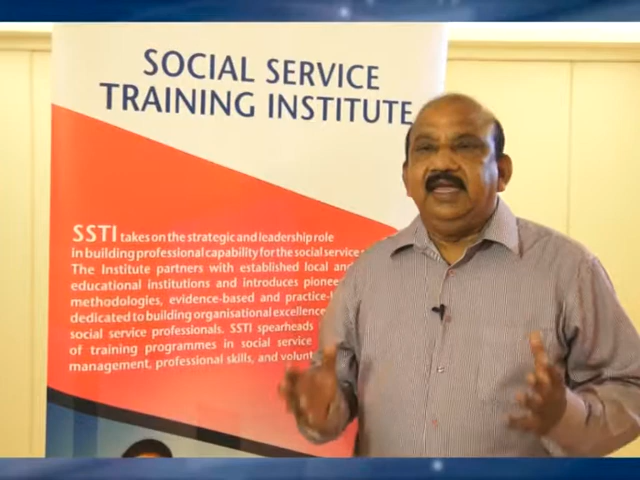 SOCIAL SERVICE
TRAINING INSTITUTE
SSTI takes on the strategic and leadership role
in building professional capability for the social service
The Institute partners with established local and
educational institutions and introduces
methodologies, evidence-based and
dedicated to building organisational excellence
social service professionals. SSTI spearheads
of training programmes in social service
management, professional skills, and